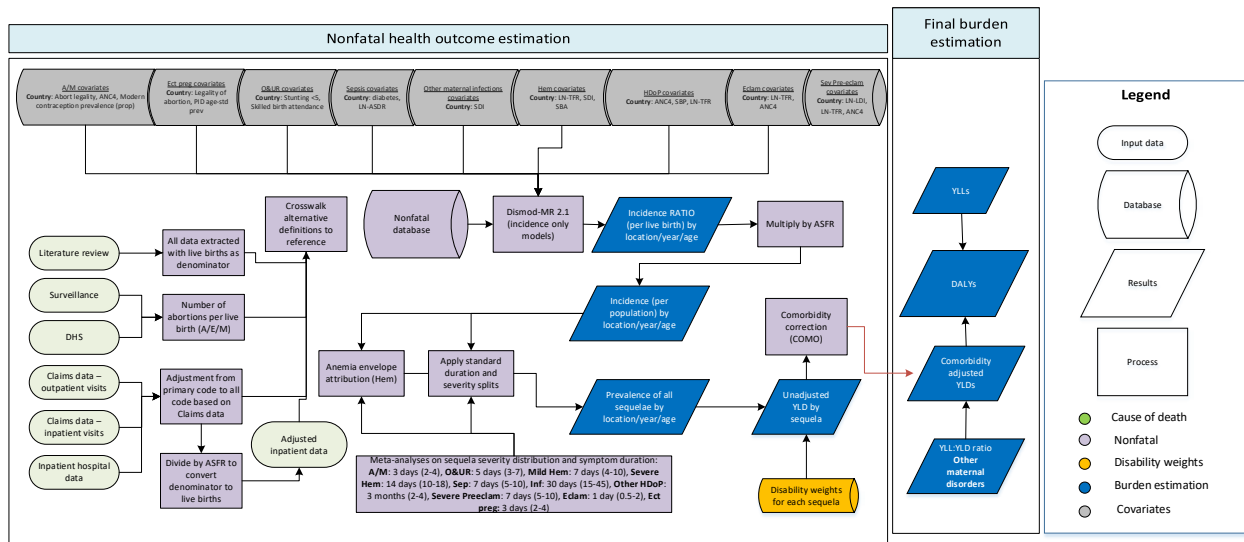 Nonfatal health outcome estimation
Final burden
estimation
A/M covariates
Country: Abort legality, ANC4, Modern
contraception prevalence (prop)
Ect preg covariates
Country: Legality of
abortion, PID age-std
prev
O&UR covariates
Country: Stunting <5,
Skilled birth attendance
Sepsis covariates
Country: diabetes,
LN-ASDR
Other maternal infections
covariates
Country: SDI
Hem covariates
Country: LN-TFR, SDI,
SBA
HDoP covariates
Country: ANC4, SBP, LN-TFR
Eclam covariates
Country: LN-TFR,
ANC4
Sev Pre-eclam
covariates
Country: LN-LDI,
LN-TFR, ANC4
Legend
Input data
Database
Results
Process
Cause of death
Nonfatal
Disability weights
Burden estimation
Covariates
Crosswalk
alternative
definitions to
reference
Nonfatal
database
Dismod-MR 2.1
(incidence only
models)
Incidence RATIO
(per live birth) by
location/year/age
Multiply by ASFR
YLLs
Literature review
All data extracted
with live births as
denominator
Surveillance
DHS
Number of
abortions per live
birth (A/E/M)
Incidence (per
population) by
location/year/age
DALYs
Anemia envelope
attribution (Hem)
Apply standard
duration and
severity splits
Comorbidity
correction
(COMO)
Comorbidity
adjusted
YLDs
Claims data –
outpatient visits
Claims data –
inpatient visits
Inpatient hospital
data
Adjustment from
primary code to all
code based on
Claims data
Prevalence of all
sequelae by
location/year/age
Unadjusted
YLD by
sequela
Adjusted
inpatient data
Divide by ASFR to
convert
denominator to
live births
Meta-analyses on sequela severity distribution and symptom duration:
A/M: 3 days (2-4), O&UR: 5 days (3-7), Mild Hem: 7 days (4-10), Severe
Hem: 14 days (10-18), Sep: 7 days (5-10), Inf: 30 days (15-45), Other HDoP:
3 months (2-4), Severe Preeclam: 7 days (5-10), Eclam: 1 day (0.5-2), Ect
preg: 3 days (2-4)
Disability weights
for each sequela
YLL:YLD ratio
Other
maternal
disorders